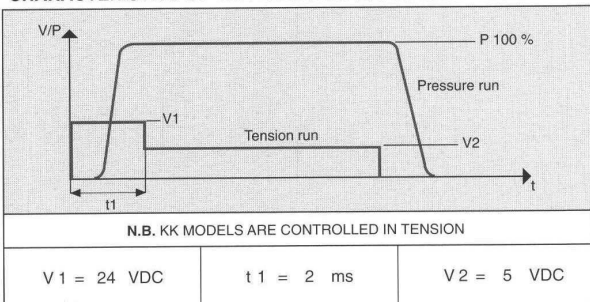 V/P
P 100 %
Pressure run
V1
Tension run
V2
t
t1
N.B. KK MODELS ARE CONTROLLED IN TENSION
V 1 = 24 VDC
t 1 = 2 ms
V 2 = 5 VDC